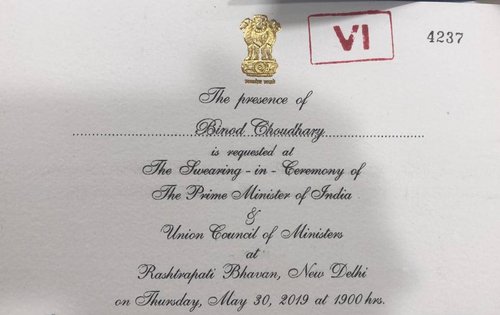 VI
4237
The presence of
Binod Choudhary
is requested at
The Swearing - in - Ceremony of
The Prime Minister of India
&
Union Council of Ministers
at
Rashtrapati Bhavan, New Delhi
on Thursday, May 30, 2019 at 1900 hrs.